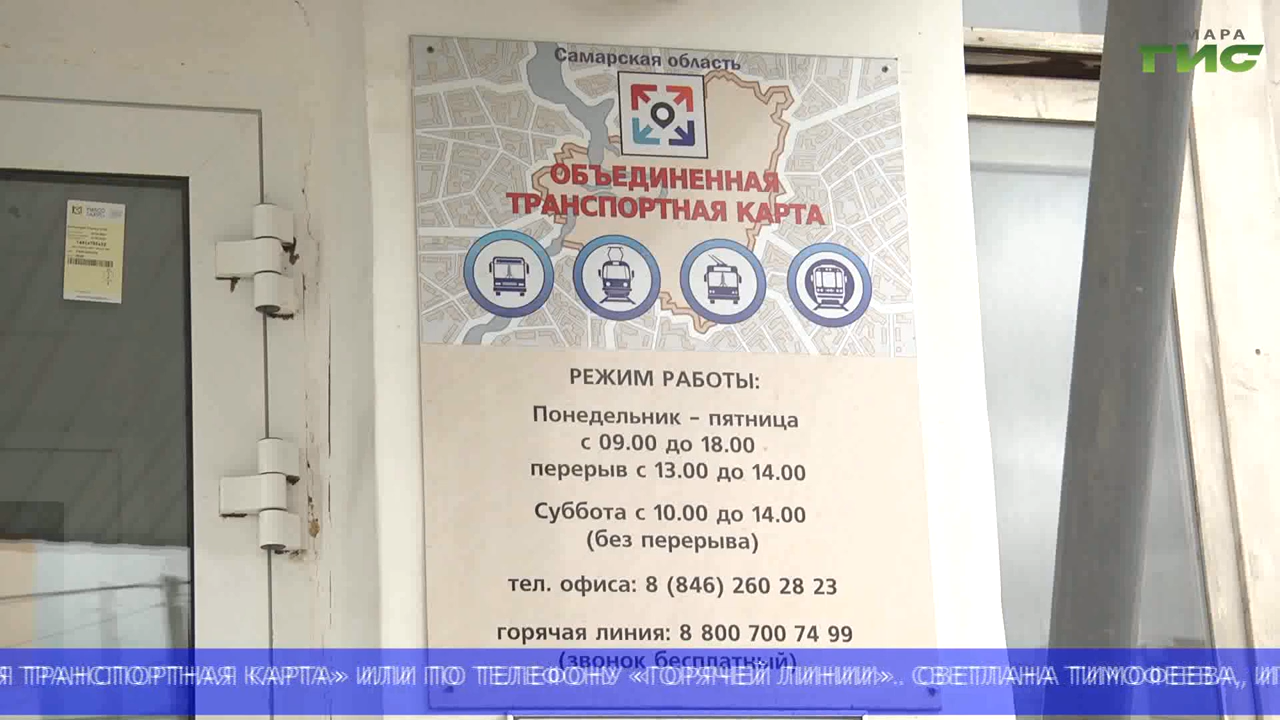 МАРА
ГИС
Самарская область
ОБЪЕДИНЕННАЯ
ТРАНСПОРТНАЯ КАРТА
РЕЖИМ РАБОТЫ:
Понедельник – пятница
с 09.00 до 18.00
перерыв с 13.00 до 14.00
Суббота с 10.00 до 14.00
(без перерыва)
тел. офиса: 8 (846) 260 28 23
горячая линия: 8 800 700 74 99
(звонок бесплатный)
Я ТРАНСПОРТНАЯ КАРТА» ИЛИ ПО ТЕЛЕФОНУ «ГОРЯЧЕЙ ЛИНИИ».. СВЕТЛАНА ТИМОФЕЕВА,